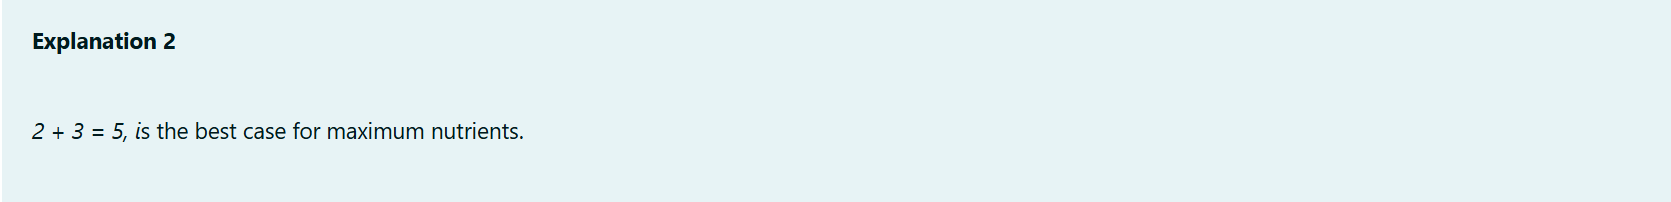 Explanation 2
2 + 3 = 5, is the best case for maximum nutrients.